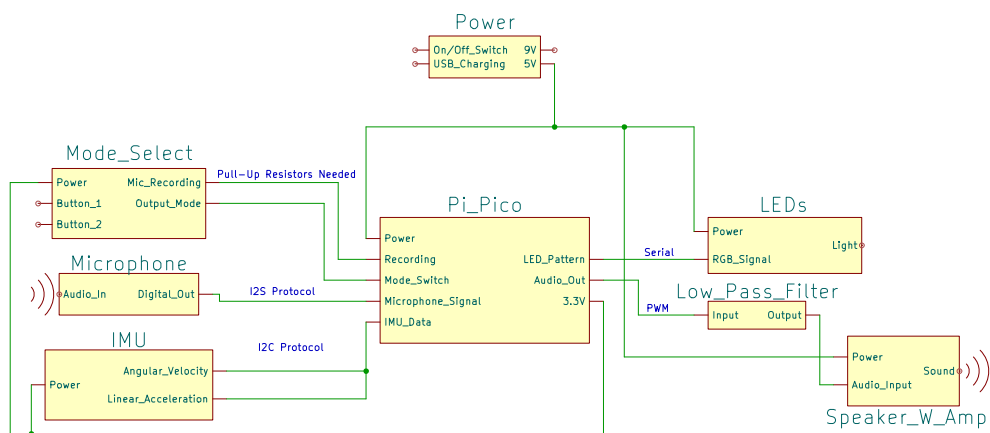 Power
On/Off_Switch 9V
USB_Charging 5V
Mode_Select
Power Mic_Recording
Button_1 Output_Mode
Button_2
Pull-Up Resistors Needed
Pi_Pico
Power
Recording LED_Pattern
Mode_Switch Audio_Out
Microphone_Signal 3.3V
IMU_Data
LEDs
Power
Light
RGB_Signal
Serial
Microphone
Audio_In Digital_Out
I2S Protocol
Low_Pass_Filter
Input Output
PWM
IMU
Angular_Velocity
Power
Linear_Acceleration
I2C Protocol
Power
Sound
Audio_Input
Speaker_W_Amp